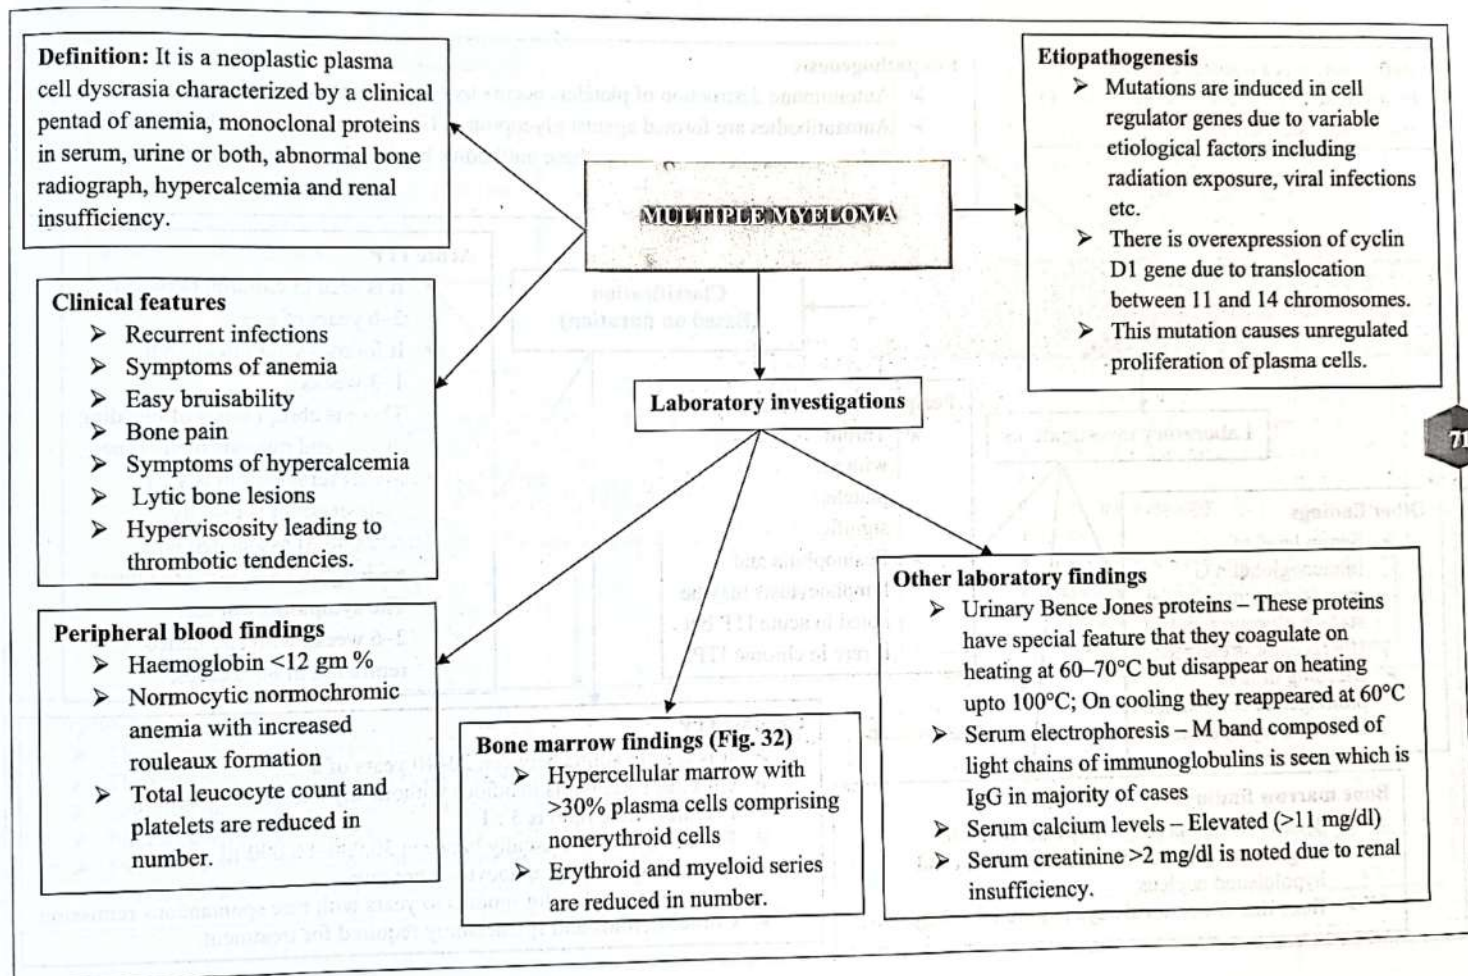 Definition: It is a neoplastic plasma
cell dyscrasia characterized by a clinical
pentad of anemia, monoclonal proteins
in serum, urine or both, abnormal bone
radiograph, hypercalcemia and renal
insufficiency.
MULTIPLE MYELOMA
Etiopathogenesis
➤ Mutations are induced in cell
regulator genes due to variable
etiological factors including
radiation exposure, viral infections
etc.
➤ There is overexpression of cyclin
D1 gene due to translocation
between 11 and 14 chromosomes.
➤ This mutation causes unregulated
proliferation of plasma cells.
Clinical features
➤ Recurrent infections
➤ Symptoms of anemia
➤ Easy bruisability
➤ Bone pain
➤ Symptoms of hypercalcemia
➤ Lytic bone lesions
➤ Hyperviscosity leading to
thrombotic tendencies.
Laboratory investigations
71
Peripheral blood findings
➤ Haemoglobin <12 gm %
➤ Normocytic normochromic
anemia with increased
rouleaux formation
➤ Total leucocyte count and
platelets are reduced in
number.
Bone marrow findings (Fig. 32)
➤ Hypercellular marrow with
>30% plasma cells comprising
nonerythroid cells
➤ Erythroid and myeloid series
are reduced in number.
Other laboratory findings
➤ Urinary Bence Jones proteins – These proteins
have special feature that they coagulate on
heating at 60–70°C but disappear on heating
upto 100°C; On cooling they reappeared at 60°C
➤ Serum electrophoresis – M band composed of
light chains of immunoglobulins is seen which is
IgG in majority of cases
➤ Serum calcium levels – Elevated (>11 mg/dl)
➤ Serum creatinine >2 mg/dl is noted due to renal
insufficiency.